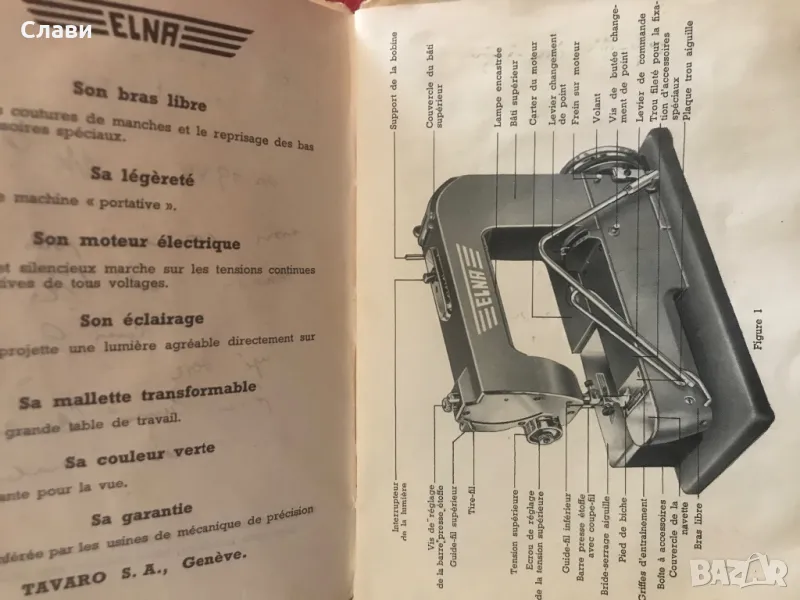 Слави
ELNA
Son bras libre
coutures de manches et le reprisage des bas
soires spéciaux.
Sa légèreté
machine « portative ».
Son moteur électrique
et silencieux marche sur les tensions continues
tives de tous voltages.
Son éclairage
projette une lumière agréable directement sur
Sa mallette transformable
grande table de travail.
Sa couleur verte
ante pour la vue.
Sa garantie
dérée par les usines de mécanique de précision
TAVARO S. A., Genève.
Support de la bobine
Couvercle du bâti
supérieur
Lampe encastrée
Bâti supérieur
Carter du moteur
Levier changement
de point
Frein sur moteur
Volant
Vis de butée change-
ment de point
Levier de commande
Trou fileté pour la fixa-
tion d'accessoires
spéciaux
Plaque trou aiguille
ELNA
Interrupteur
de la lumière
Vis de réglage
de la barre presse étoffe
Guide-fil supérieur
Tire-fil
Tension supérieure
Ecrou de réglage
de la tension supérieure
Guide-fil inférieur
Barre presse étoffe
avec coupe-fil
Bride-serrage aiguille
Pied de biche
Griffes d'entraînement
Boîte à accessoires
Couvercle de la
navette
Bras libre
Figure 1
BAZAR
bg